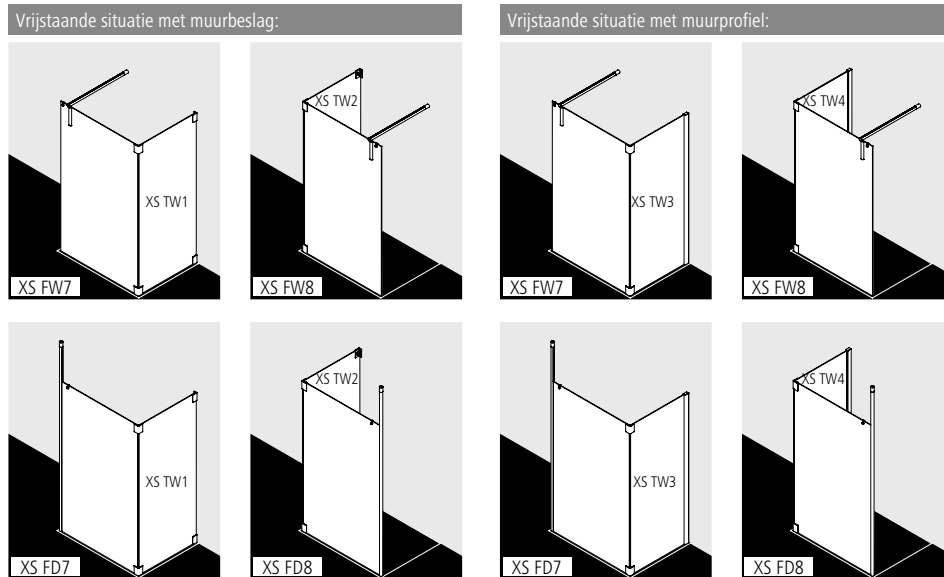 Vrijstaande situatie met muurbeslag:
XS TW1
XS FW7
XS TW2
XS FW8
XS TW1
XS FD7
XS TW2
XS FD8
Vrijstaande situatie met muurprofiel:
XS TW3
XS FW7
XS TW4
XS FW8
XS TW3
XS FD7
XS TW4
XS FD8